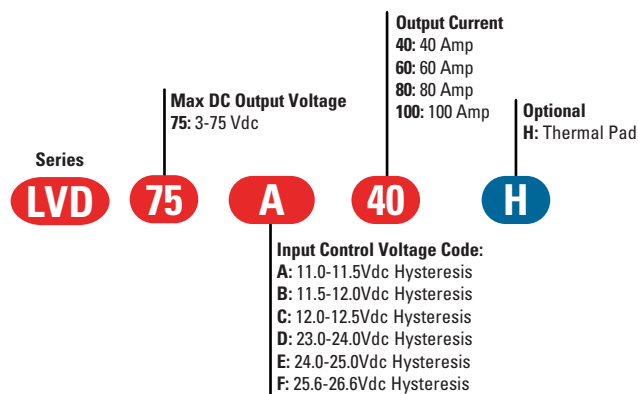 Output Current
40: 40 Amp
60: 60 Amp
80: 80 Amp
100: 100 Amp
Max DC Output Voltage
75: 3-75 Vdc
Optional
H: Thermal Pad
Series
LVD 75 A 40 H
Input Control Voltage Code:
A: 11.0-11.5Vdc Hysteresis
B: 11.5-12.0Vdc Hysteresis
C: 12.0-12.5Vdc Hysteresis
D: 23.0-24.0Vdc Hysteresis
E: 24.0-25.0Vdc Hysteresis
F: 25.6-26.6Vdc Hysteresis